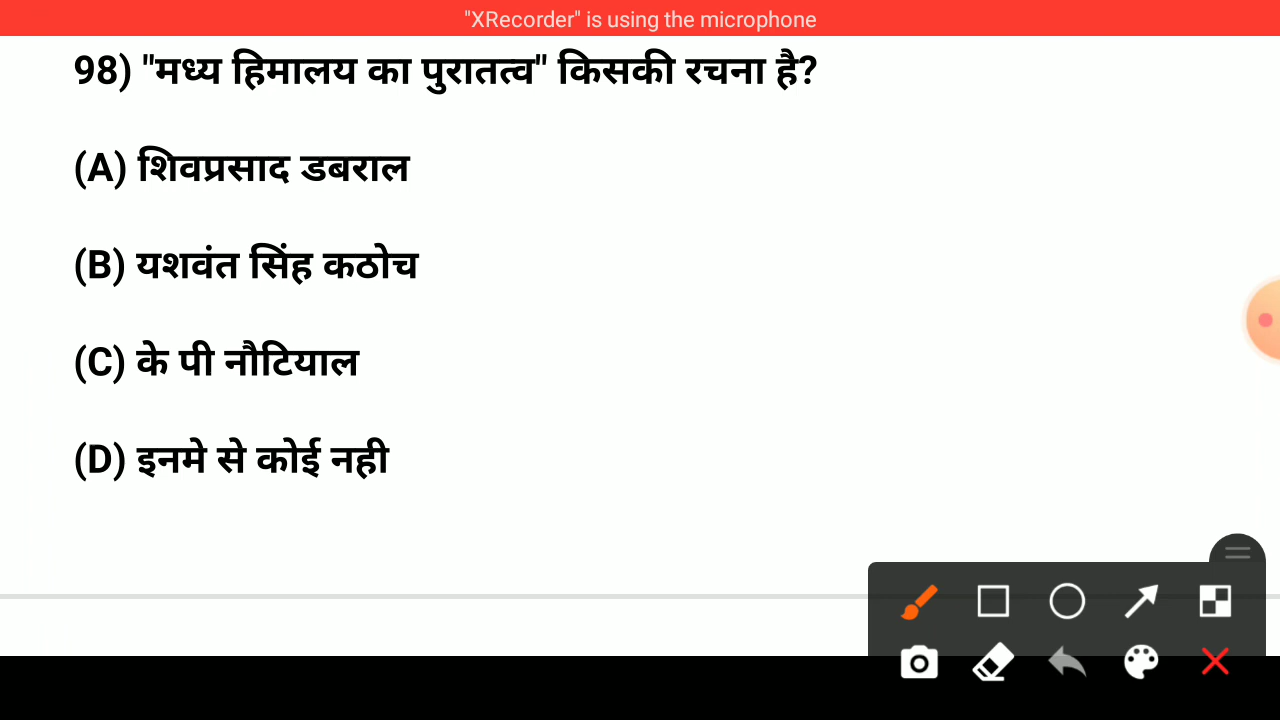 "XRecorder" is using the microphone
98) "मध्य हिमालय का पुरातत्व" किसकी रचना है?
(A) शिवप्रसाद डबराल
(B) यशवंत सिंह कठोच
(C) के पी नौटियाल
(D) इनमे से कोई नही